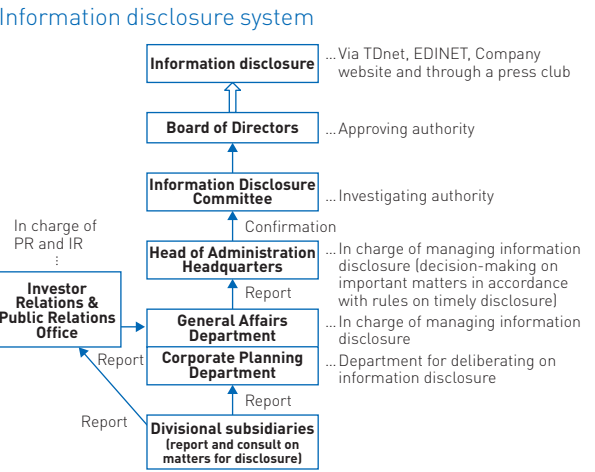 Information disclosure system
Information disclosure
...Via TDnet, EDINET, Company
website and through a press club
Board of Directors
...Approving authority
Information Disclosure
Committee
...Investigating authority
Confirmation
In charge of
PR and IR
...
Head of Administration
Headquarters
...In charge of managing information
disclosure (decision-making on
important matters in accordance
with rules on timely disclosure)
Report
Investor
Relations &
Public Relations
Office
General Affairs
Department
...In charge of managing information
disclosure
Report
Corporate Planning
Department
...Department for deliberating on
information disclosure
Report
Report
Divisional subsidiaries
(report and consult on
matters for disclosure)